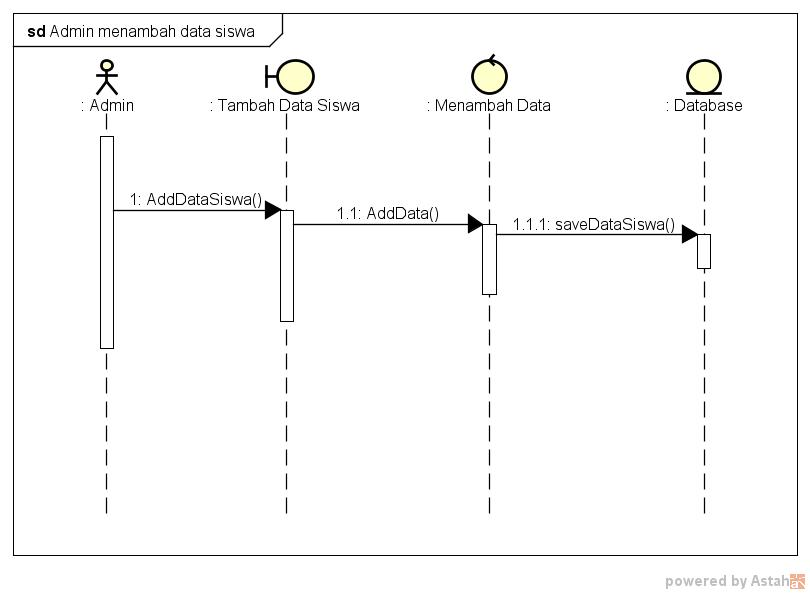 sd Admin menambah data siswa
: Admin
: Tambah Data Siswa
: Menambah Data
: Database
1: AddDataSiswa()
1.1: AddData()
1.1.1: saveDataSiswa()
powered by Astah